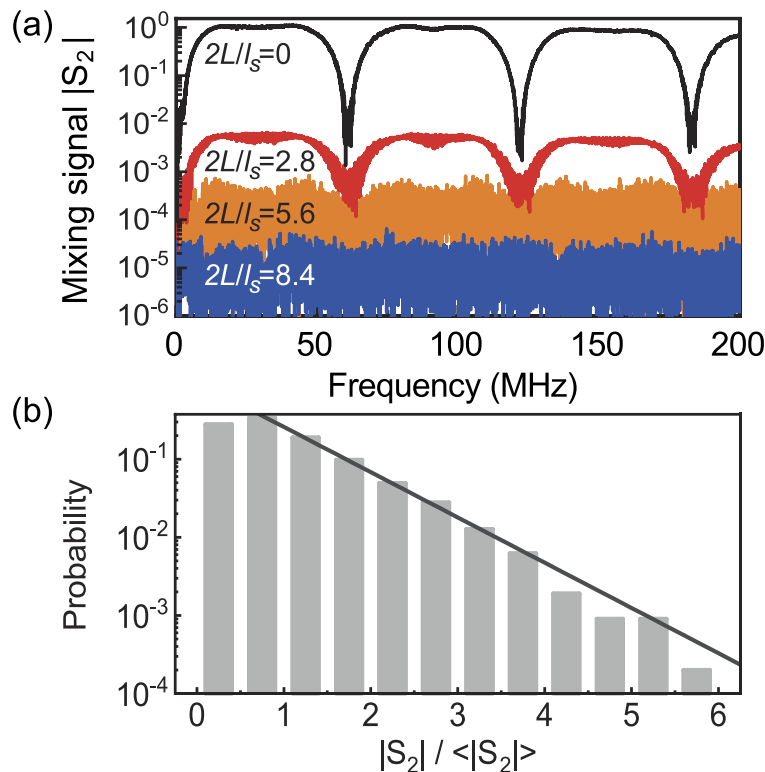 (a)
Mixing signal |S₂|
10⁰
10⁻¹
10⁻²
10⁻³
10⁻⁴
10⁻⁵
10⁻⁶
2L/lₛ=0
2L/lₛ=2.8
2L/lₛ=5.6
2L/lₛ=8.4
0 50 100 150 200
Frequency (MHz)
(b)
Probability
10⁻¹
10⁻²
10⁻³
10⁻⁴
0 1 2 3 4 5 6
|S₂| / <|S₂|>